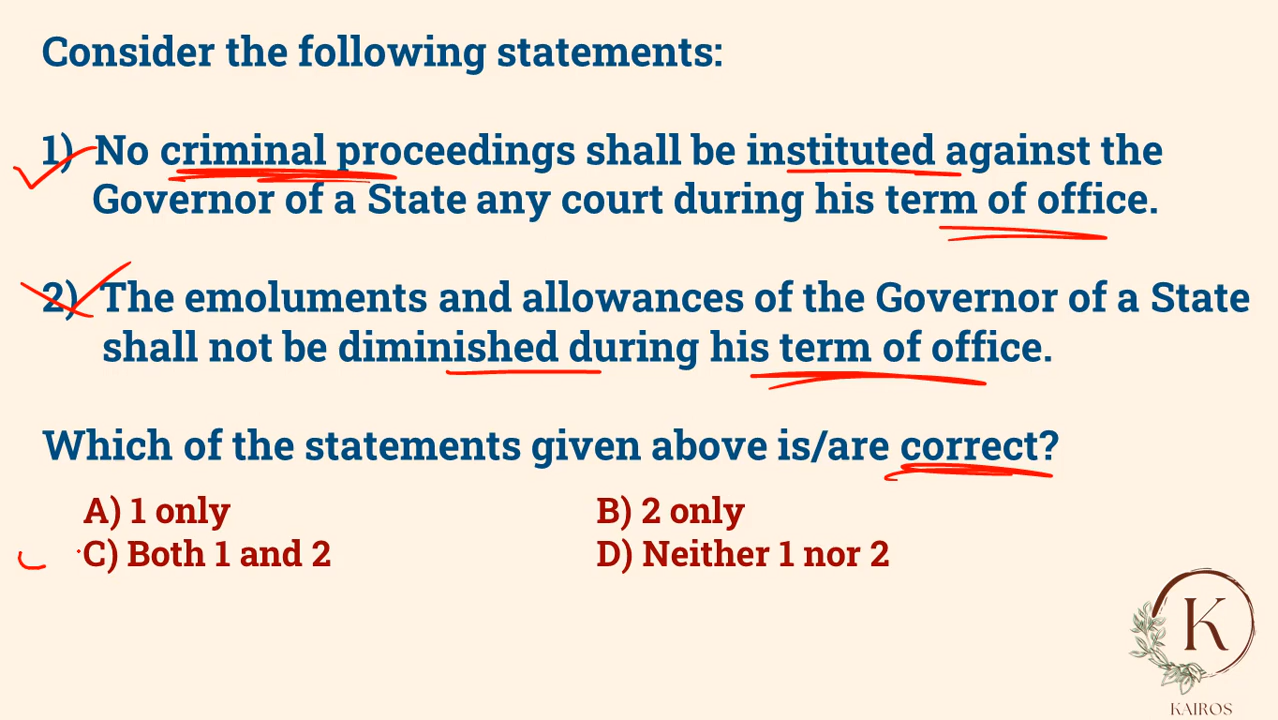 Consider the following statements:
1) No criminal proceedings shall be instituted against the
Governor of a State any court during his term of office.
2) The emoluments and allowances of the Governor of a State
shall not be diminished during his term of office.
Which of the statements given above is/are correct?
A) 1 only
B) 2 only
C) Both 1 and 2
D) Neither 1 nor 2
K
KAIROS